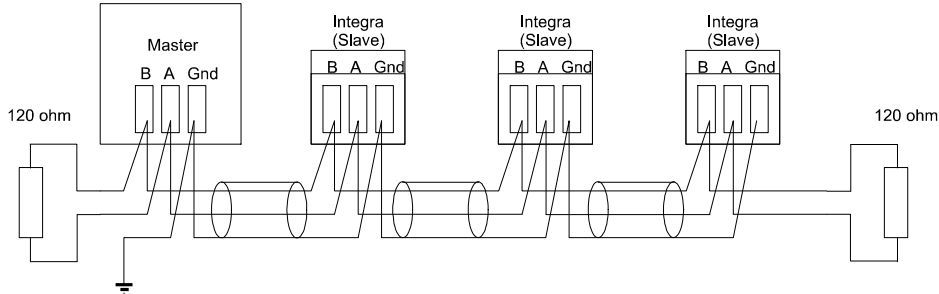 Master
B A Gnd
Integra
(Slave)
B A Gnd
Integra
(Slave)
B A Gnd
Integra
(Slave)
B A Gnd
120 ohm
120 ohm